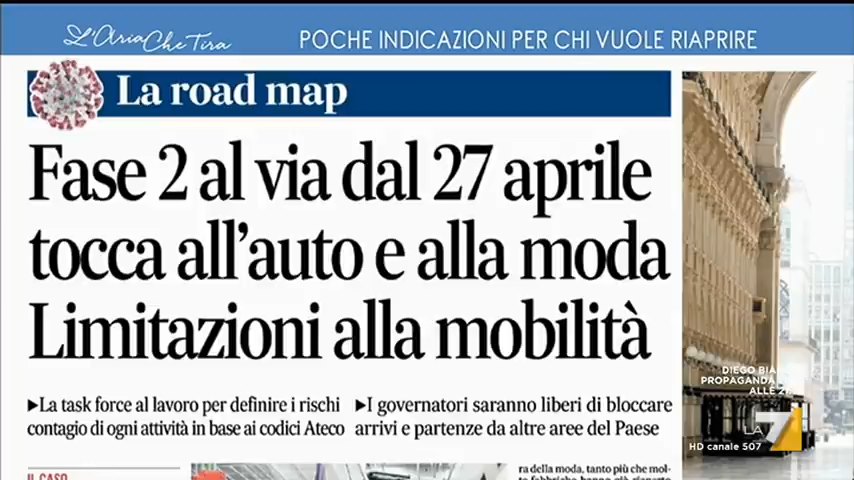 L'Aria Che Tira
POCHE INDICAZIONI PER CHI VUOLE RIAPRIRE
La road map
Fase 2 al via dal 27 aprile
tocca all'auto e alla moda
Limitazioni alla mobilità
▶La task force al lavoro per definire i rischi
contagio di ogni attività in base ai codici Ateco
▶I governatori saranno liberi di bloccare
arrivi e partenze da altre aree del Paese
IL CASO
ra della moda, tanto più che mol-
DIEGO BIA
PROPAGANDA
ALLE 2
LA 7
HD canale 507